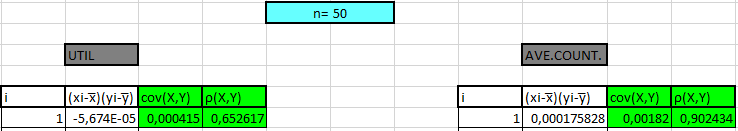 n= 50
UTIL AVE.COUNT.
i (xi-x̅)(yi-y̅) cov(X,Y) ρ(X,Y) i (xi-x̅)(yi-y̅) cov(X,Y) ρ(X,Y)
1 -5,674E-05 0,000415 0,652617 1 0,000175828 0,00182 0,902434